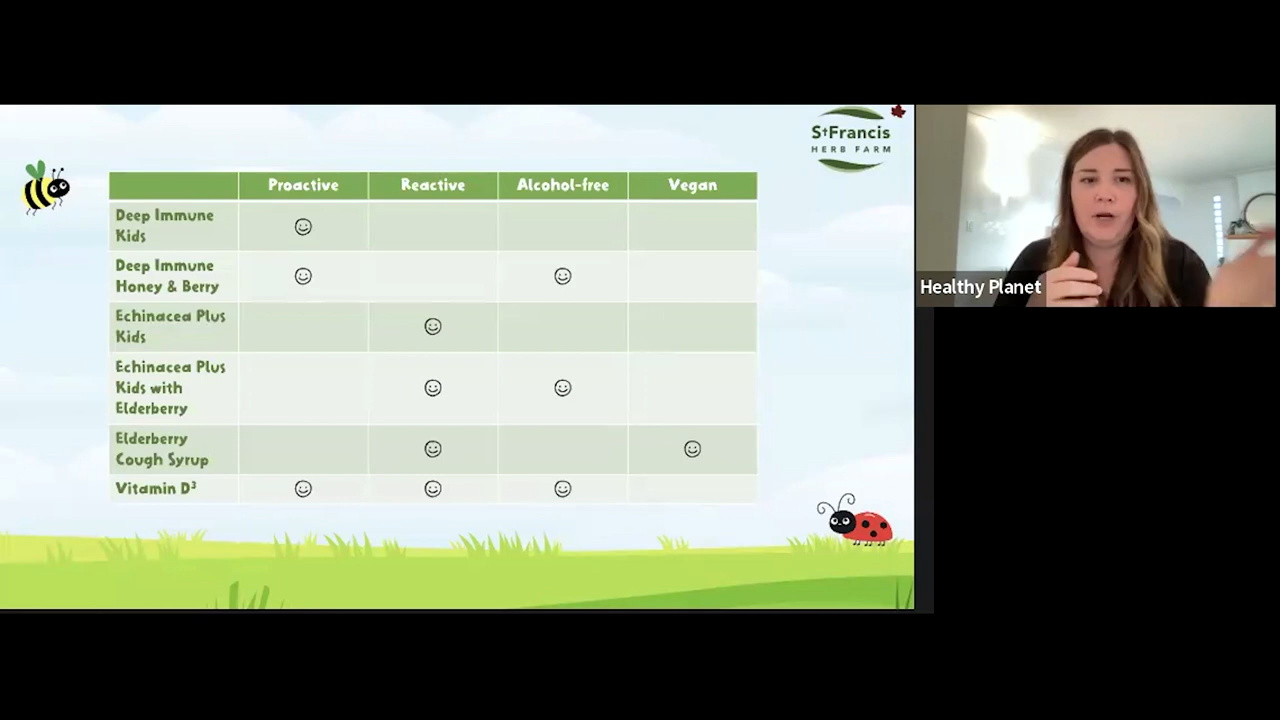 S†Francis
HERB FARM
Proactive Reactive Alcohol-free Vegan
Deep Immune
Kids
Deep Immune
Honey & Berry
Echinacea Plus
Kids
Echinacea Plus
Kids with
Elderberry
Elderberry
Cough Syrup
Vitamin D³
Healthy Planet